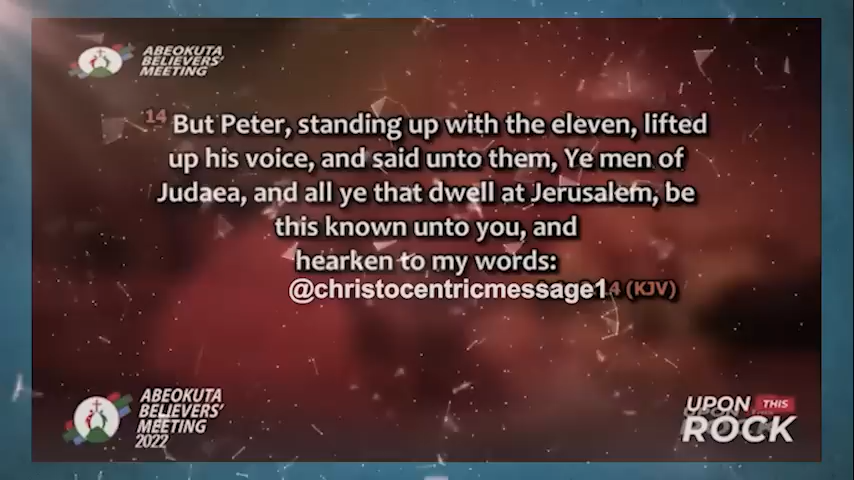 ABEOKUTA
BELIEVERS'
MEETING
14 But Peter, standing up with the eleven, lifted
up his voice, and said unto them, Ye men of
Judaea, and all ye that dwell at Jerusalem, be
this known unto you, and
hearken to my words:
@christocentricmessage1
4 (KJV)
ABEOKUTA
BELIEVERS'
MEETING
2022
UPON THIS
ROCK